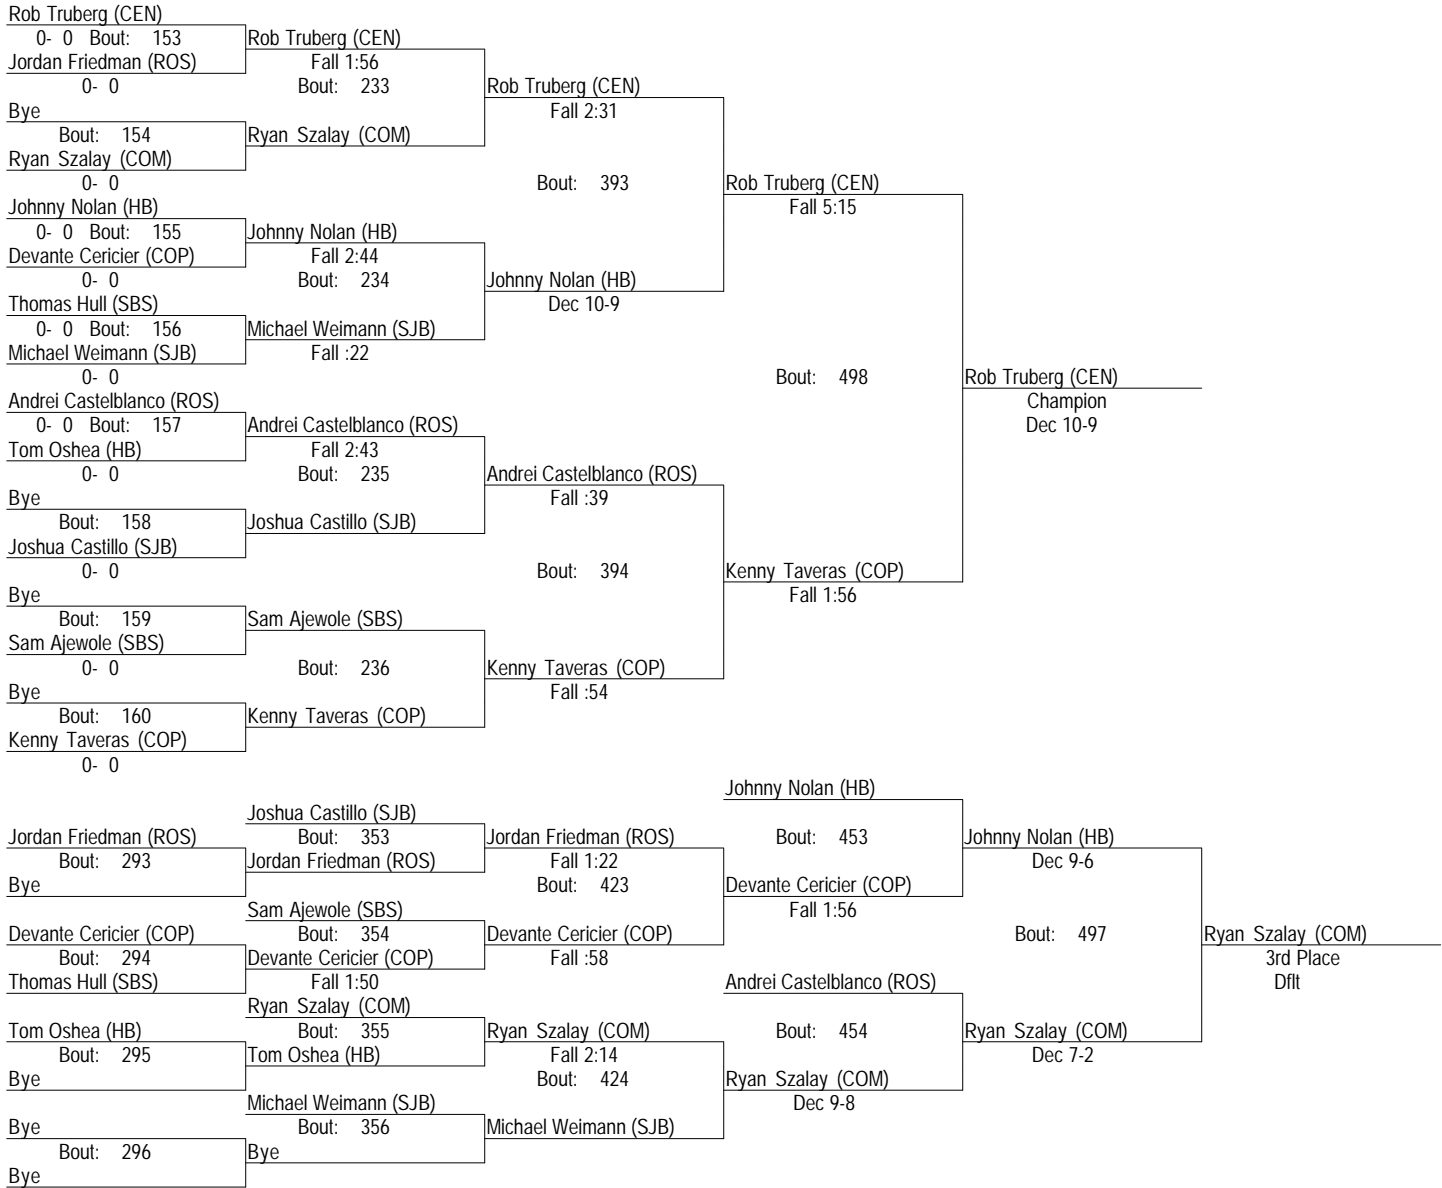 Rob Truberg (CEN)
0- 0 Bout: 153
Rob Truberg (CEN)
Jordan Friedman (ROS)
Fall 1:56
0- 0
Bout: 233
Rob Truberg (CEN)
Bye
Fall 2:31
Bout: 154
Ryan Szalay (COM)
Ryan Szalay (COM)
0- 0
Bout: 393
Rob Truberg (CEN)
Johnny Nolan (HB)
Fall 5:15
0- 0 Bout: 155
Johnny Nolan (HB)
Devante Cericier (COP)
Fall 2:44
0- 0
Bout: 234
Johnny Nolan (HB)
Thomas Hull (SBS)
Dec 10-9
0- 0 Bout: 156
Michael Weimann (SJB)
Michael Weimann (SJB)
Fall :22
0- 0
Bout: 498
Rob Truberg (CEN)
Andrei Castelblanco (ROS)
Champion
0- 0 Bout: 157
Andrei Castelblanco (ROS)
Dec 10-9
Tom Oshea (HB)
Fall 2:43
0- 0
Bout: 235
Andrei Castelblanco (ROS)
Bye
Fall :39
Bout: 158
Joshua Castillo (SJB)
Joshua Castillo (SJB)
0- 0
Bout: 394
Kenny Taveras (COP)
Bye
Fall 1:56
Bout: 159
Sam Ajewole (SBS)
Sam Ajewole (SBS)
0- 0
Bout: 236
Kenny Taveras (COP)
Bye
Fall :54
Bout: 160
Kenny Taveras (COP)
Kenny Taveras (COP)
0- 0
Johnny Nolan (HB)
Joshua Castillo (SJB)
Jordan Friedman (ROS)
Bout: 353
Jordan Friedman (ROS)
Bout: 453
Johnny Nolan (HB)
Bout: 293
Jordan Friedman (ROS)
Fall 1:22
Dec 9-6
Bye
Bout: 423
Devante Cericier (COP)
Sam Ajewole (SBS)
Fall 1:56
Devante Cericier (COP)
Bout: 354
Devante Cericier (COP)
Bout: 497
Ryan Szalay (COM)
Bout: 294
Devante Cericier (COP)
Fall :58
3rd Place
Thomas Hull (SBS)
Fall 1:50
Andrei Castelblanco (ROS)
Dflt
Ryan Szalay (COM)
Tom Oshea (HB)
Bout: 355
Ryan Szalay (COM)
Bout: 454
Ryan Szalay (COM)
Bout: 295
Tom Oshea (HB)
Fall 2:14
Dec 7-2
Bye
Bout: 424
Ryan Szalay (COM)
Michael Weimann (SJB)
Dec 9-8
Bye
Bout: 356
Michael Weimann (SJB)
Bout: 296
Bye
Bye